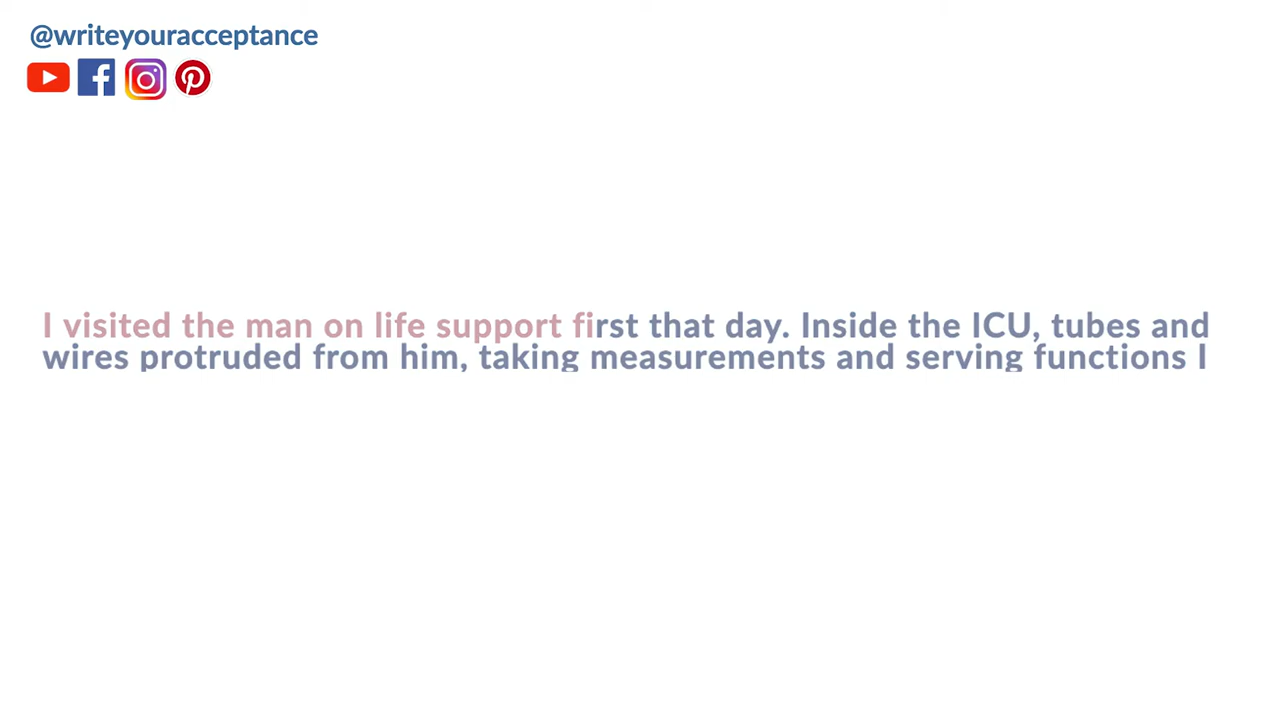 @writeyouracceptance
I visited the man on life support first that day. Inside the ICU, tubes and
wires protruded from him, taking measurements and serving functions I